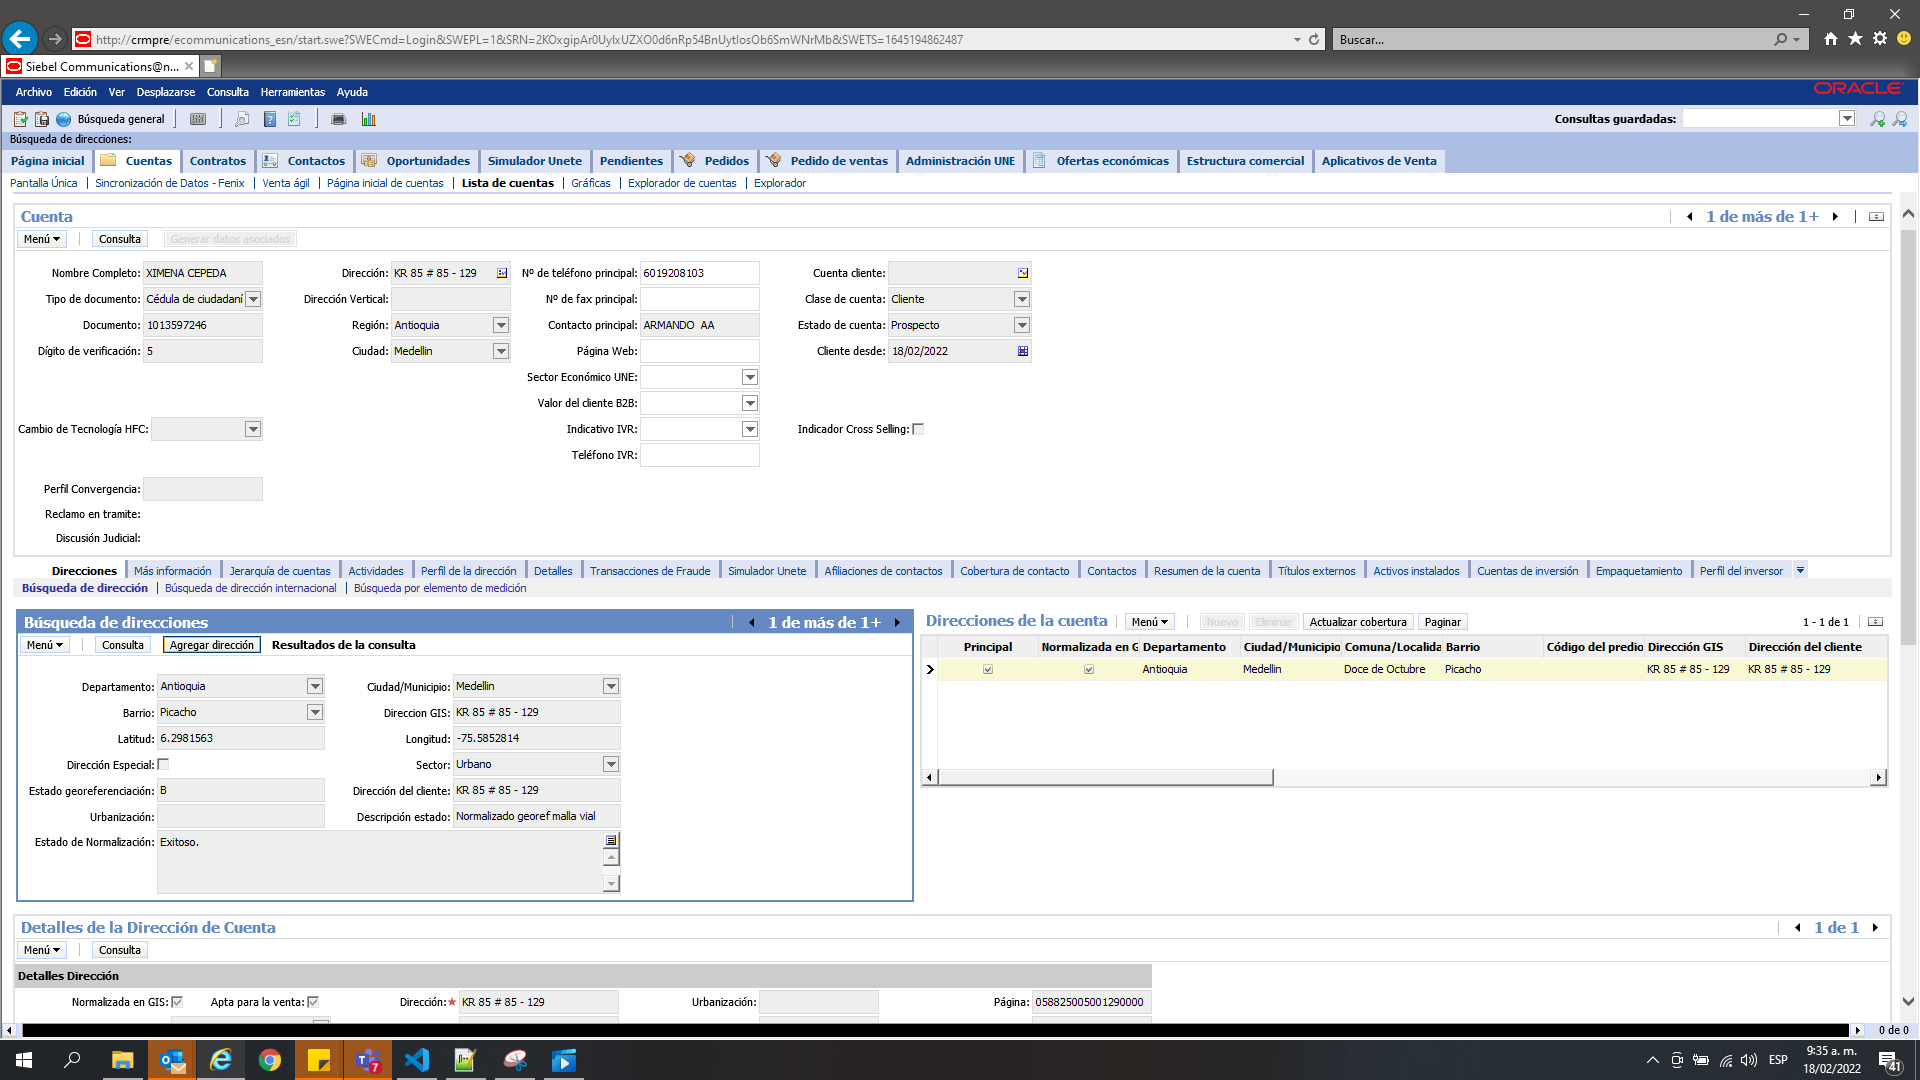 http://crmpre/ecommunications_esn/start.swe?SWECmd=Login&SWEPL=1&SRN=2KOxgipAr0UyIxUZXO0d6nRp54BnUytIosOb6SmWNrMb&SWETS=1645194862487
Buscar...
Siebel Communications@n...
Archivo Edición Ver Desplazarse Consulta Herramientas Ayuda
ORACLE
Búsqueda general
Consultas guardadas:
Búsqueda de direcciones:
Página inicial Cuentas Contratos Contactos Oportunidades Simulador Unete Pendientes Pedidos Pedido de ventas Administración UNE Ofertas económicas Estructura comercial Aplicativos de Venta
Pantalla Única Sincronización de Datos - Fenix Venta ágil Página inicial de cuentas Lista de cuentas Gráficas Explorador de cuentas Explorador
Cuenta
1 de más de 1+
Menú Consulta Generar datos asociados
Nombre Completo: XIMENA CEPEDA Dirección: KR 85 # 85 - 129 Nº de teléfono principal: 6019208103 Cuenta cliente:
Tipo de documento: Cédula de ciudadaní Dirección Vertical: Nº de fax principal: Clase de cuenta: Cliente
Documento: 1013597246 Región: Antioquia Contacto principal: ARMANDO AA Estado de cuenta: Prospecto
Dígito de verificación: 5 Ciudad: Medellin Página Web: Cliente desde: 18/02/2022
Sector Económico UNE:
Valor del cliente B2B:
Cambio de Tecnología HFC: Indicativo IVR: Indicador Cross Selling:
Teléfono IVR:
Perfil Convergencia:
Reclamo en tramite:
Discusión Judicial:
Direcciones Más información Jerarquía de cuentas Actividades Perfil de la dirección Detalles Transacciones de Fraude Simulador Unete Afiliaciones de contactos Cobertura de contacto Contactos Resumen de la cuenta Títulos externos Activos instalados Cuentas de inversión Empaquetamiento Perfil del inversor
Búsqueda de dirección Búsqueda de dirección internacional Búsqueda por elemento de medición
Búsqueda de direcciones
1 de más de 1+
Menú Consulta Agregar dirección Resultados de la consulta
Departamento: Antioquia Ciudad/Municipio: Medellin
Barrio: Picacho Direccion GIS: KR 85 # 85 - 129
Latitud: 6.2981563 Longitud: -75.5852814
Dirección Especial: Sector: Urbano
Estado georeferenciación: B Dirección del cliente: KR 85 # 85 - 129
Urbanización: Descripción estado: Normalizado georef malla vial
Estado de Normalización: Exitoso.
Direcciones de la cuenta Menú Nuevo Eliminar Actualizar cobertura Paginar 1 - 1 de 1
Principal Normalizada en G Departamento Ciudad/Municipio Comuna/Localida Barrio Código del predio Dirección GIS Dirección del cliente
Antioquia Medellin Doce de Octubre Picacho KR 85 # 85 - 129 KR 85 # 85 - 129
Detalles de la Dirección de Cuenta
1 de 1
Menú Consulta
Detalles Dirección
Normalizada en GIS: Apta para la venta: Dirección:* KR 85 # 85 - 129 Urbanización: Página: 058825005001290000
0 de 0
7
ESP
9:35 a. m.
18/02/2022
41